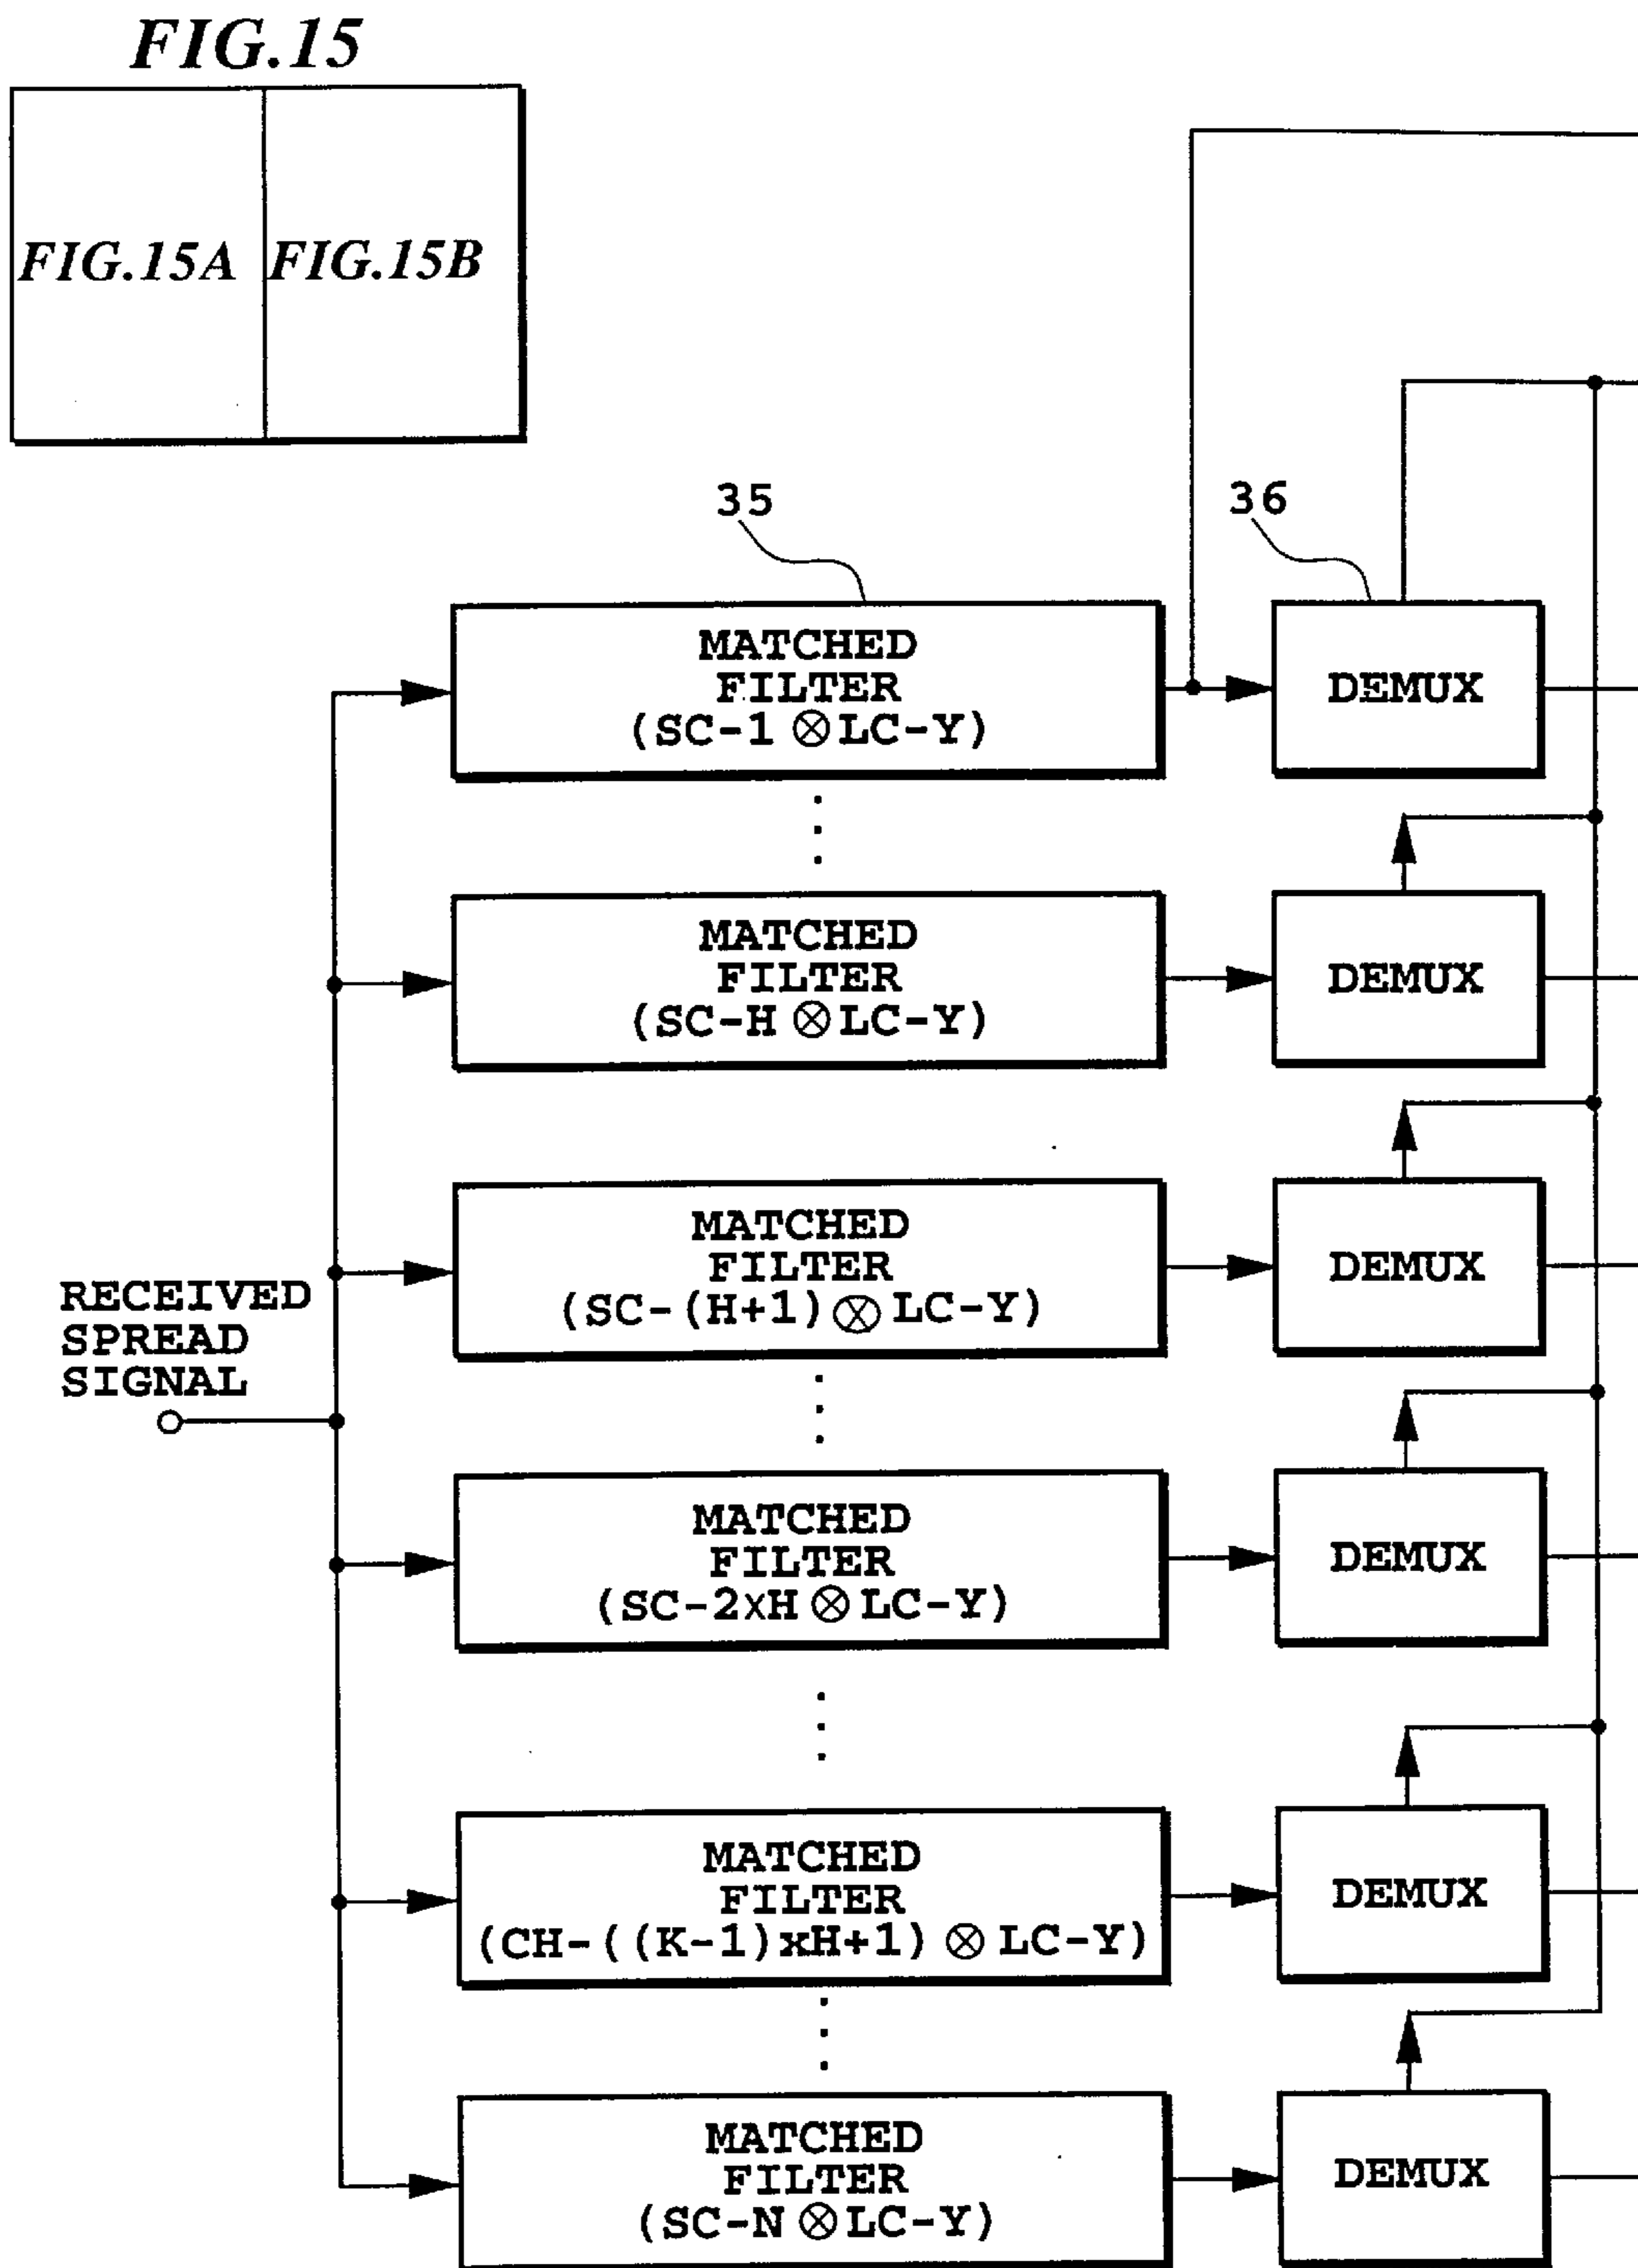 FIG.15
FIG.15A FIG.15B
35
36
MATCHED
FILTER
(SC-1 ⊗ LC-Y)
DEMUX
MATCHED
FILTER
(SC-H ⊗ LC-Y)
DEMUX
MATCHED
FILTER
(SC-(H+1) ⊗ LC-Y)
DEMUX
RECEIVED
SPREAD
SIGNAL
MATCHED
FILTER
(SC-2xH ⊗ LC-Y)
DEMUX
MATCHED
FILTER
(CH-((K-1)xH+1) ⊗ LC-Y)
DEMUX
MATCHED
FILTER
(SC-N ⊗ LC-Y)
DEMUX